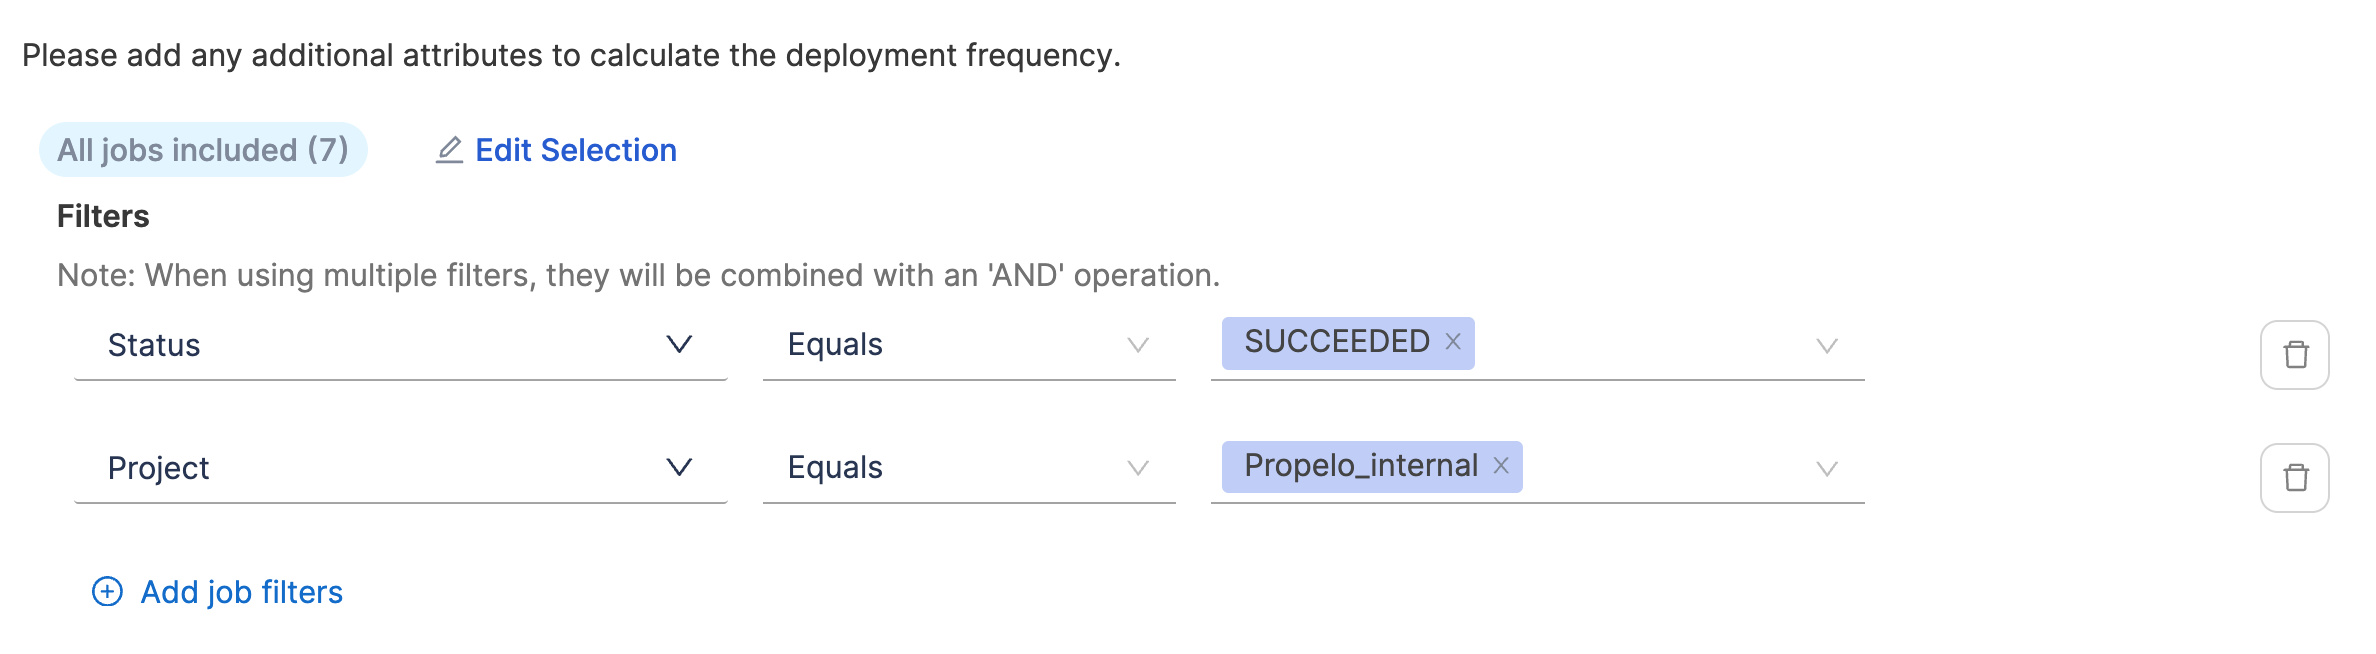 Please add any additional attributes to calculate the deployment frequency.
All jobs included (7) Edit Selection
Filters
Note: When using multiple filters, they will be combined with an 'AND' operation.
Status Equals SUCCEEDED
Project Equals Propelo_internal
Add job filters